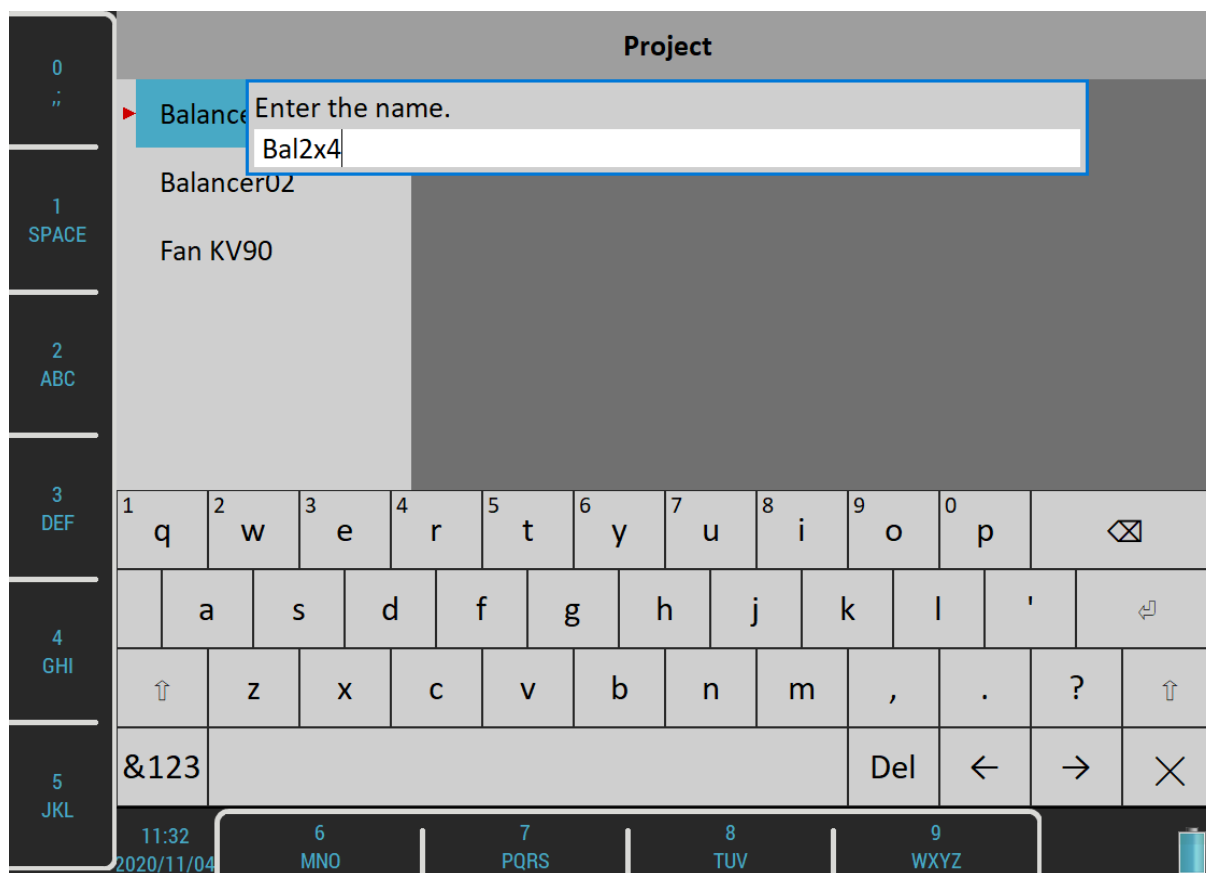 Project
0
.,;
1
SPACE
2
ABC
3
DEF
4
GHI
5
JKL
Enter the name.
Bal2x4
Balancer02
Fan KV90
1 q 2 w 3 e 4 r 5 t 6 y 7 u 8 i 9 o 0 p ⌫
a s d f g h j k l ' ⏎
⇧ z x c v b n m , . ? ⇧
&123 Del ← → ×
11:32
2020/11/04
6
MNO
7
PQRS
8
TUV
9
WXYZ